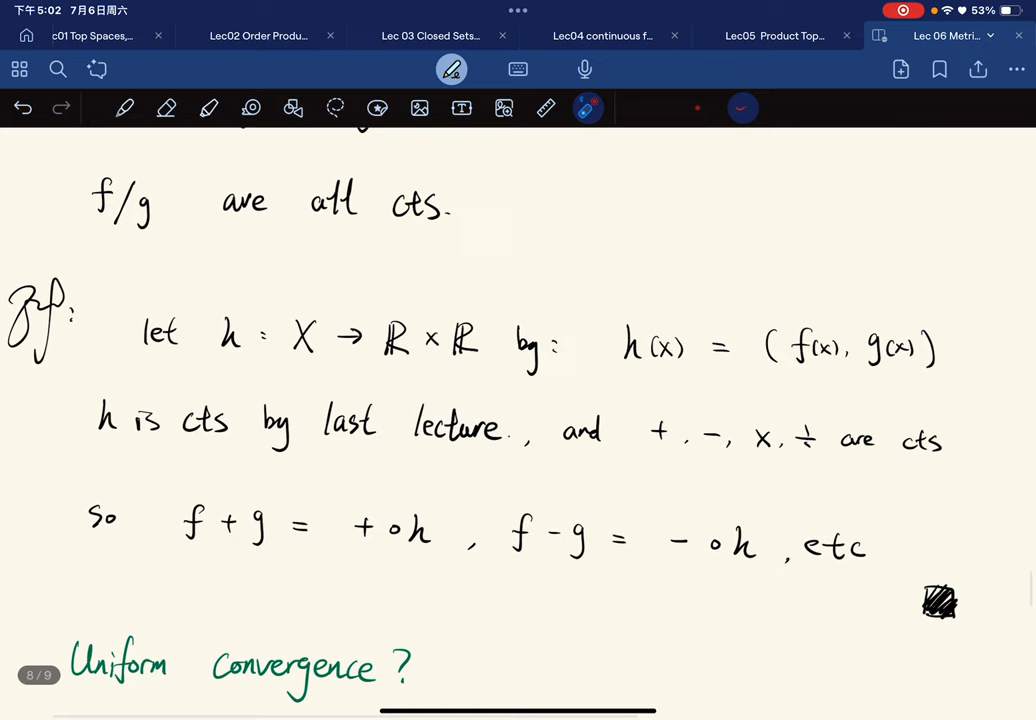 下午5:02 7月6日周六 53%
c01 Top Spaces,... Lec02 Order Produ... Lec 03 Closed Sets... Lec04 continuous f... Lec05 Product Top... Lec 06 Metri...
f/g are all cts.
Pf:
let h : X → ℝ × ℝ by: h(x) = (f(x), g(x))
h is cts by last lecture., and +, -, ×, ÷ are cts
so f + g = + ∘ h , f - g = - ∘ h , etc
Uniform convergence ?
8 / 9